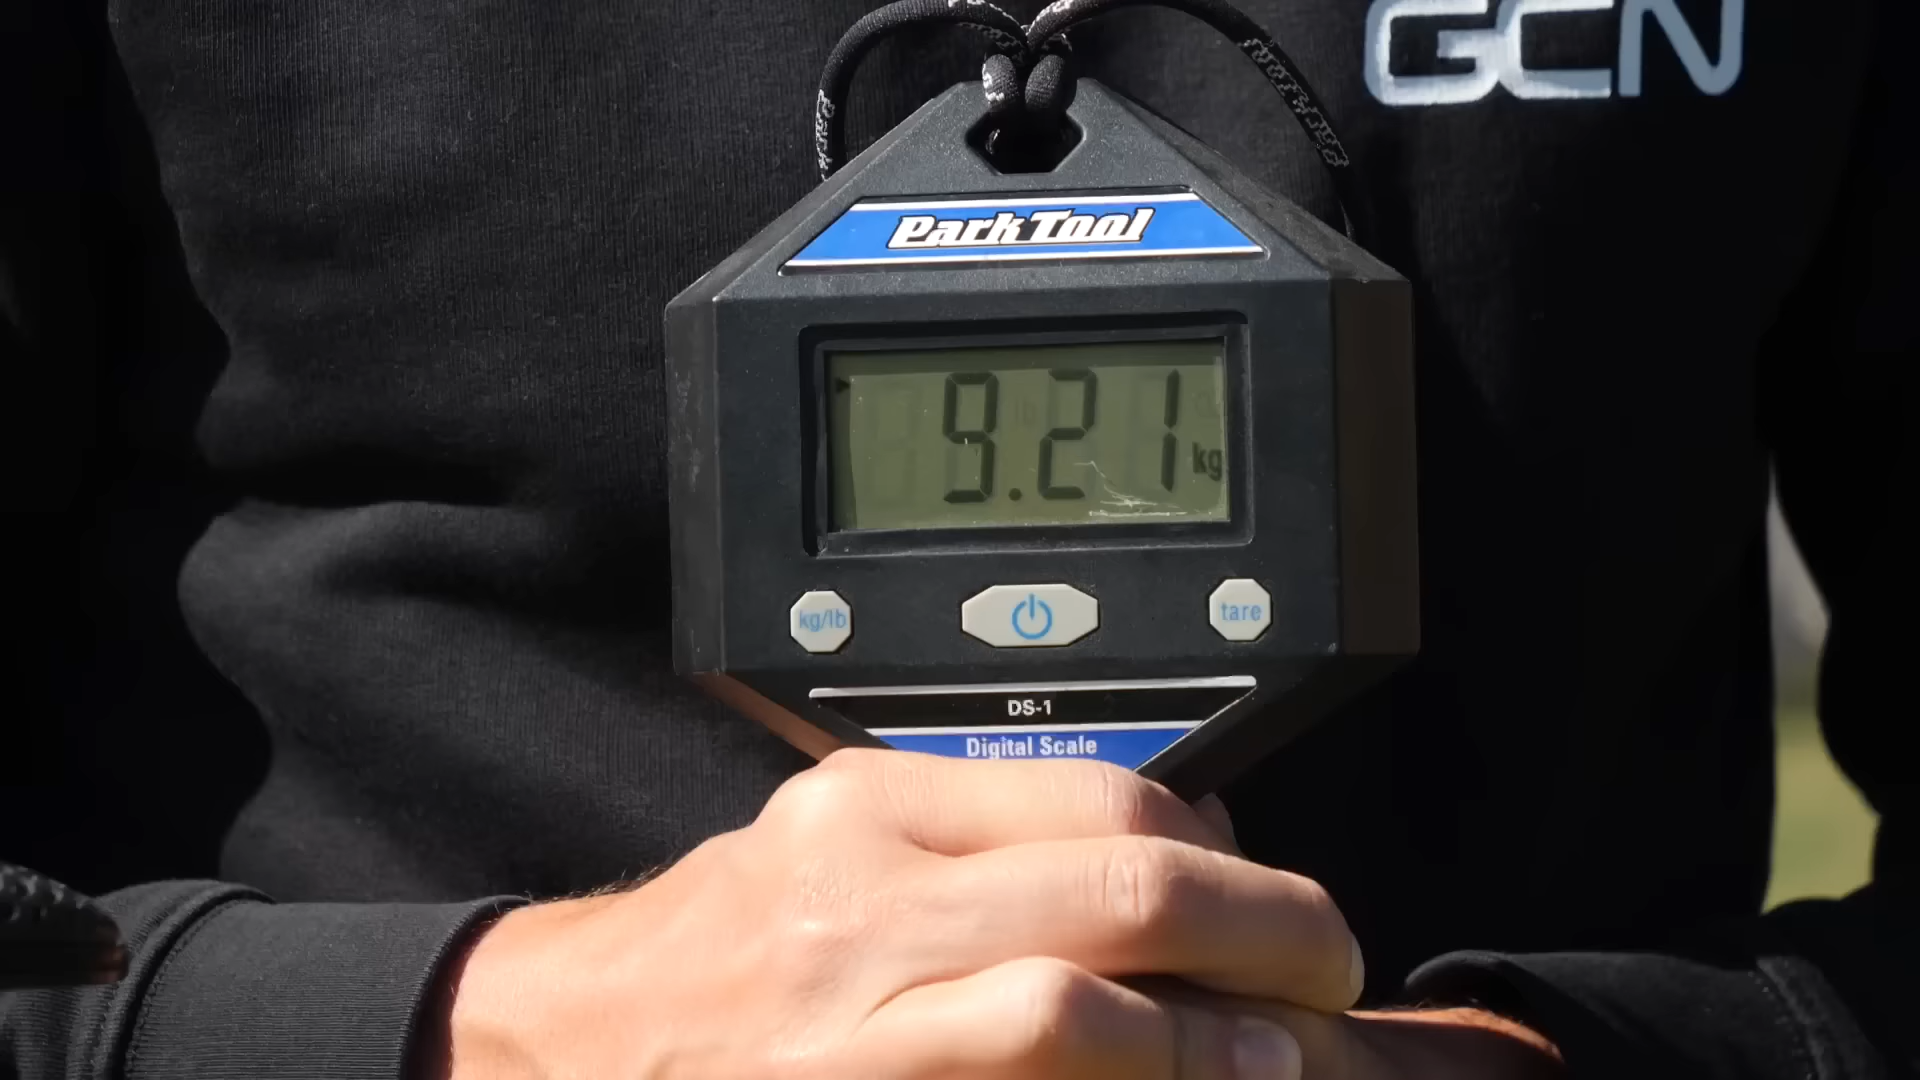 GCN
Park Tool
9.21 kg
kg/lb
tare
DS-1
Digital Scale